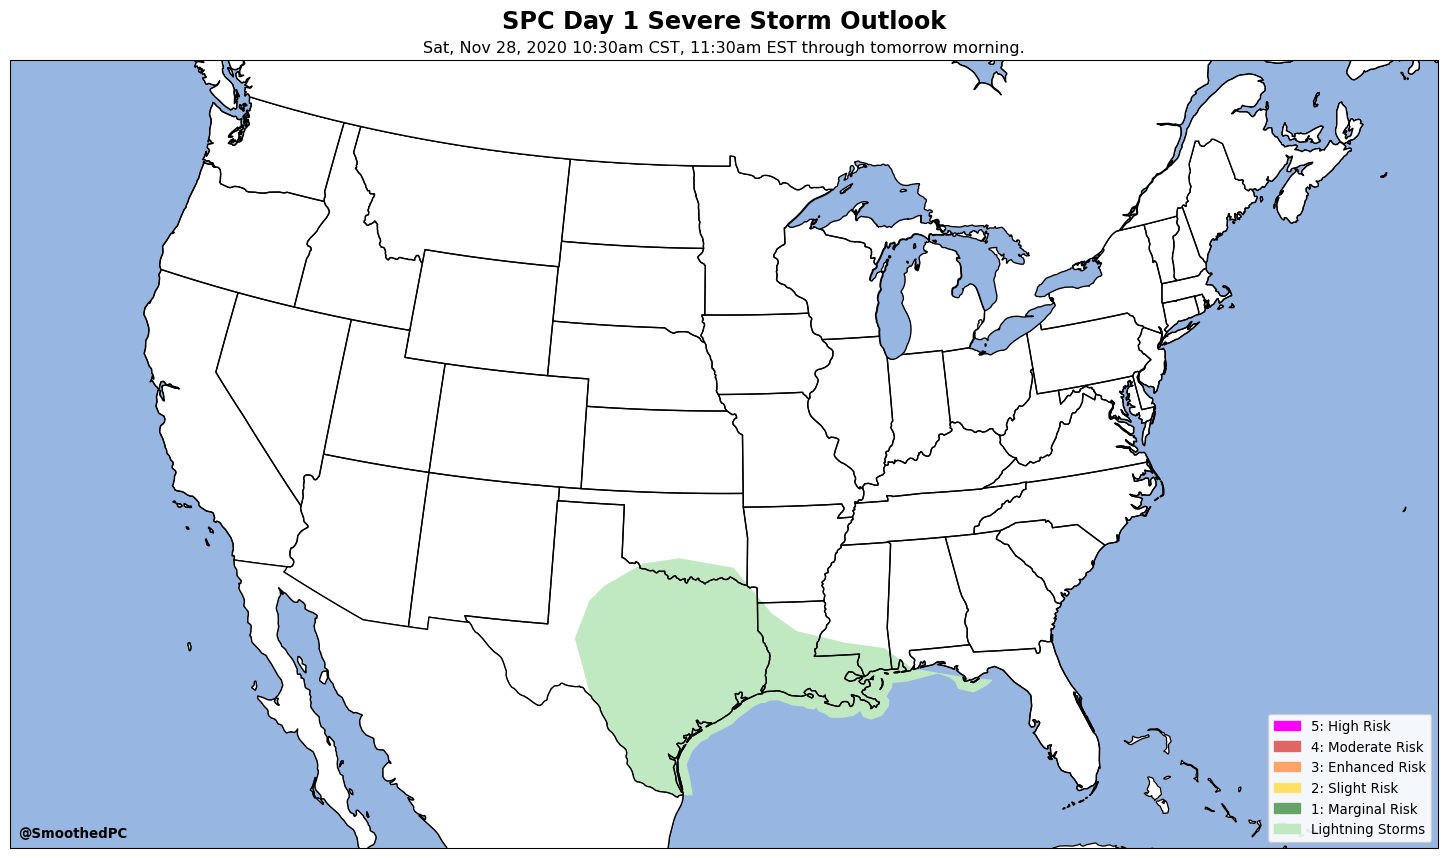 SPC Day 1 Severe Storm Outlook
Sat, Nov 28, 2020 10:30am CST, 11:30am EST through tomorrow morning.
5: High Risk
4: Moderate Risk
3: Enhanced Risk
2: Slight Risk
1: Marginal Risk
Lightning Storms
@SmoothedPC